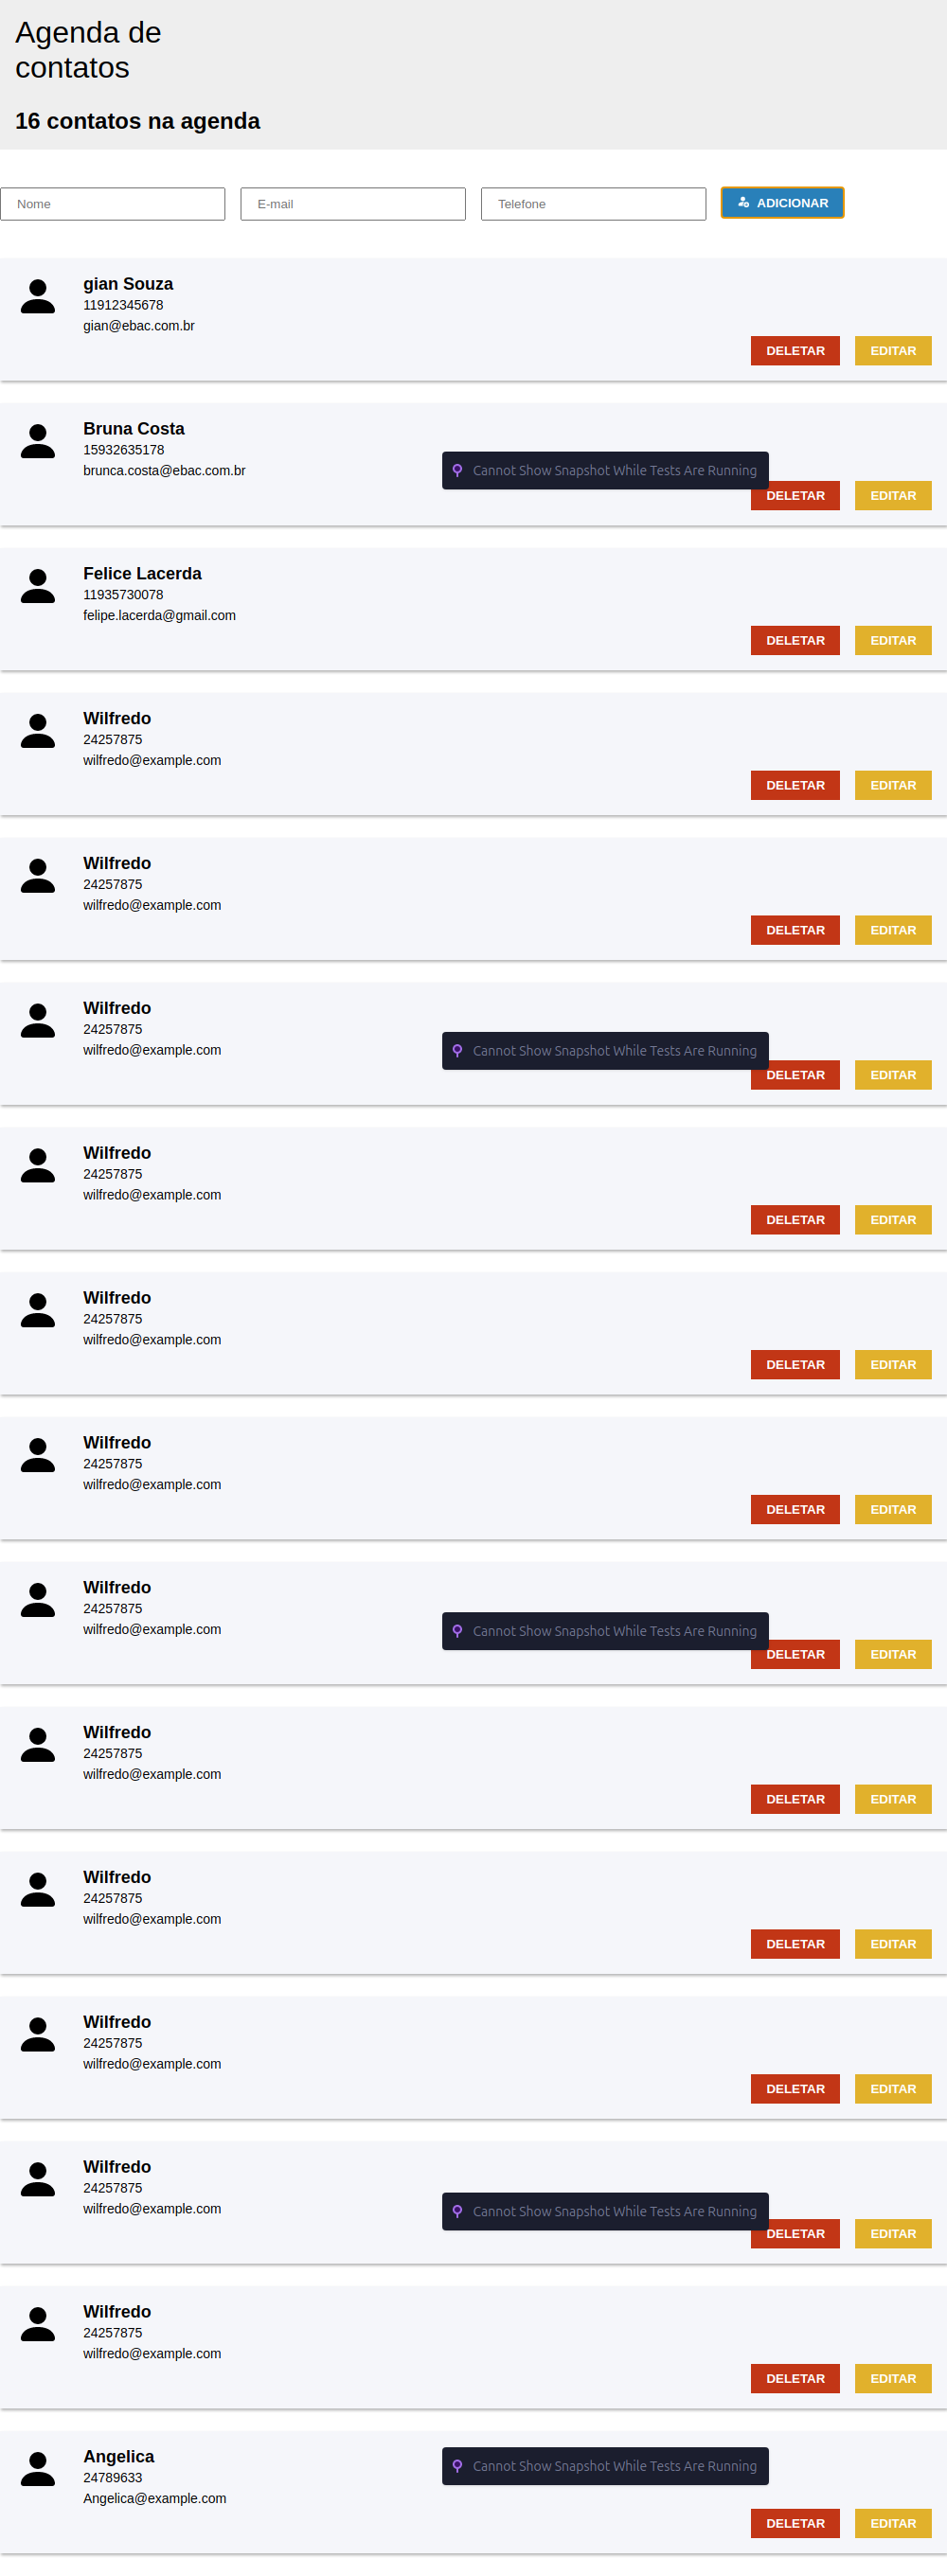 Agenda de
contatos
16 contatos na agenda
Nome E-mail Telefone ADICIONAR
gian Souza
11912345678
gian@ebac.com.br
DELETAR EDITAR
Bruna Costa
15932635178
brunca.costa@ebac.com.br
Cannot Show Snapshot While Tests Are Running
DELETAR EDITAR
Felice Lacerda
11935730078
felipe.lacerda@gmail.com
DELETAR EDITAR
Wilfredo
24257875
wilfredo@example.com
DELETAR EDITAR
Wilfredo
24257875
wilfredo@example.com
DELETAR EDITAR
Wilfredo
24257875
wilfredo@example.com
Cannot Show Snapshot While Tests Are Running
DELETAR EDITAR
Wilfredo
24257875
wilfredo@example.com
DELETAR EDITAR
Wilfredo
24257875
wilfredo@example.com
DELETAR EDITAR
Wilfredo
24257875
wilfredo@example.com
DELETAR EDITAR
Wilfredo
24257875
wilfredo@example.com
Cannot Show Snapshot While Tests Are Running
DELETAR EDITAR
Wilfredo
24257875
wilfredo@example.com
DELETAR EDITAR
Wilfredo
24257875
wilfredo@example.com
DELETAR EDITAR
Wilfredo
24257875
wilfredo@example.com
DELETAR EDITAR
Wilfredo
24257875
wilfredo@example.com
Cannot Show Snapshot While Tests Are Running
DELETAR EDITAR
Wilfredo
24257875
wilfredo@example.com
DELETAR EDITAR
Angelica
24789633
Angelica@example.com
Cannot Show Snapshot While Tests Are Running
DELETAR EDITAR